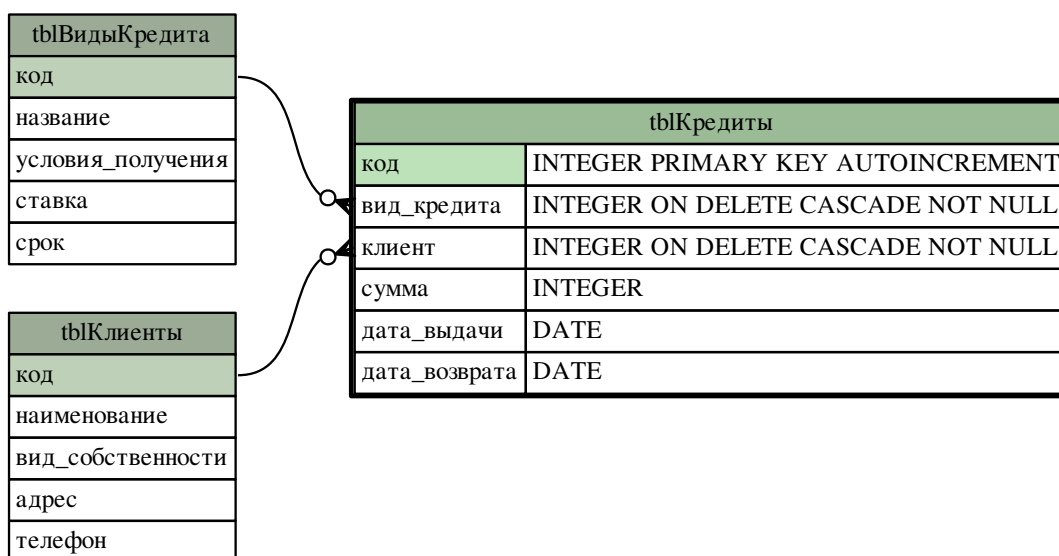 tblВидыКредита
код
название
условия_получения
ставка
срок
tblКлиенты
код
наименование
вид_собственности
адрес
телефон
tblКредиты
код INTEGER PRIMARY KEY AUTOINCREMENT
вид_кредита INTEGER ON DELETE CASCADE NOT NULL
клиент INTEGER ON DELETE CASCADE NOT NULL
сумма INTEGER
дата_выдачи DATE
дата_возврата DATE